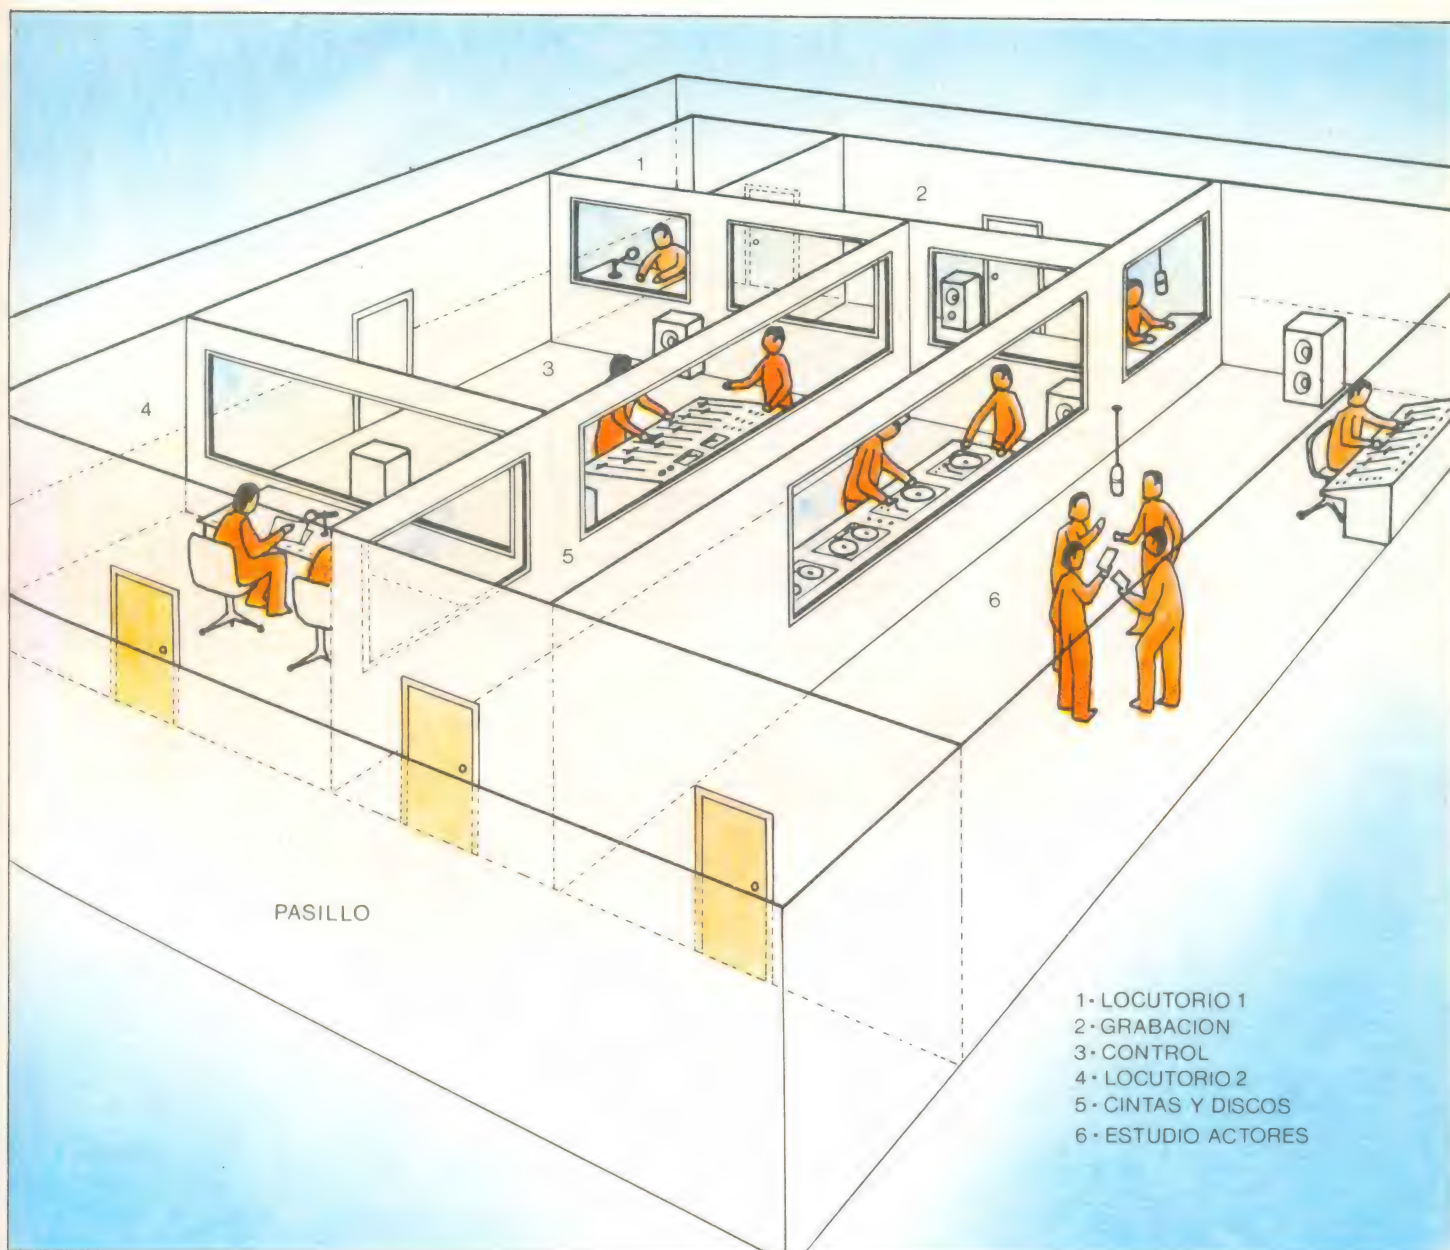 1
2
3
4
5
6
PASILLO
1· LOCUTORIO 1
2· GRABACION
3· CONTROL
4· LOCUTORIO 2
5· CINTAS Y DISCOS
6· ESTUDIO ACTORES